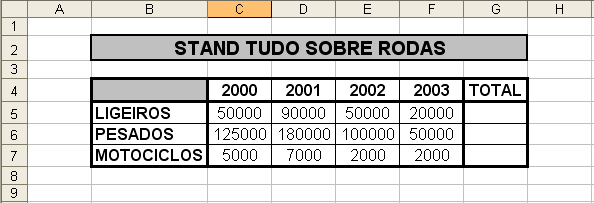 A B C D E F G H
1
2 STAND TUDO SOBRE RODAS
3
4 2000 2001 2002 2003 TOTAL
5 LIGEIROS 50000 90000 50000 20000
6 PESADOS 125000 180000 100000 50000
7 MOTOCICLOS 5000 7000 2000 2000
8
9